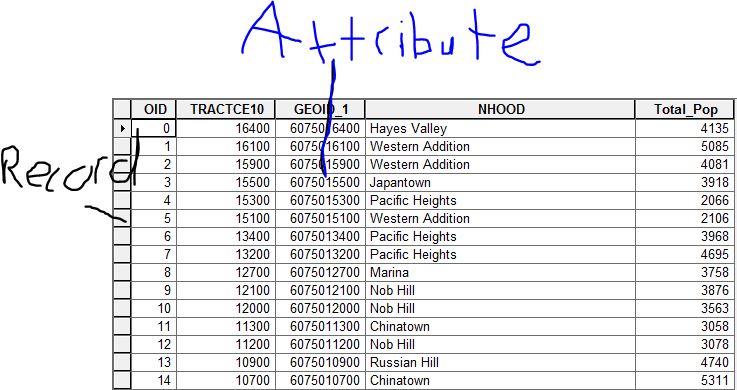 Attribute
OID TRACTCE10 GEOID_1 NHOOD Total_Pop
0 16400 6075016400 Hayes Valley 4135
1 16100 6075016100 Western Addition 5085
2 15900 6075015900 Western Addition 4081
Record
3 15500 6075015500 Japantown 3918
4 15300 6075015300 Pacific Heights 2066
5 15100 6075015100 Western Addition 2106
6 13400 6075013400 Pacific Heights 3968
7 13200 6075013200 Pacific Heights 4695
8 12700 6075012700 Marina 3758
9 12100 6075012100 Nob Hill 3876
10 12000 6075012000 Nob Hill 3563
11 11300 6075011300 Chinatown 3058
12 11200 6075011200 Nob Hill 3078
13 10900 6075010900 Russian Hill 4740
14 10700 6075010700 Chinatown 5311